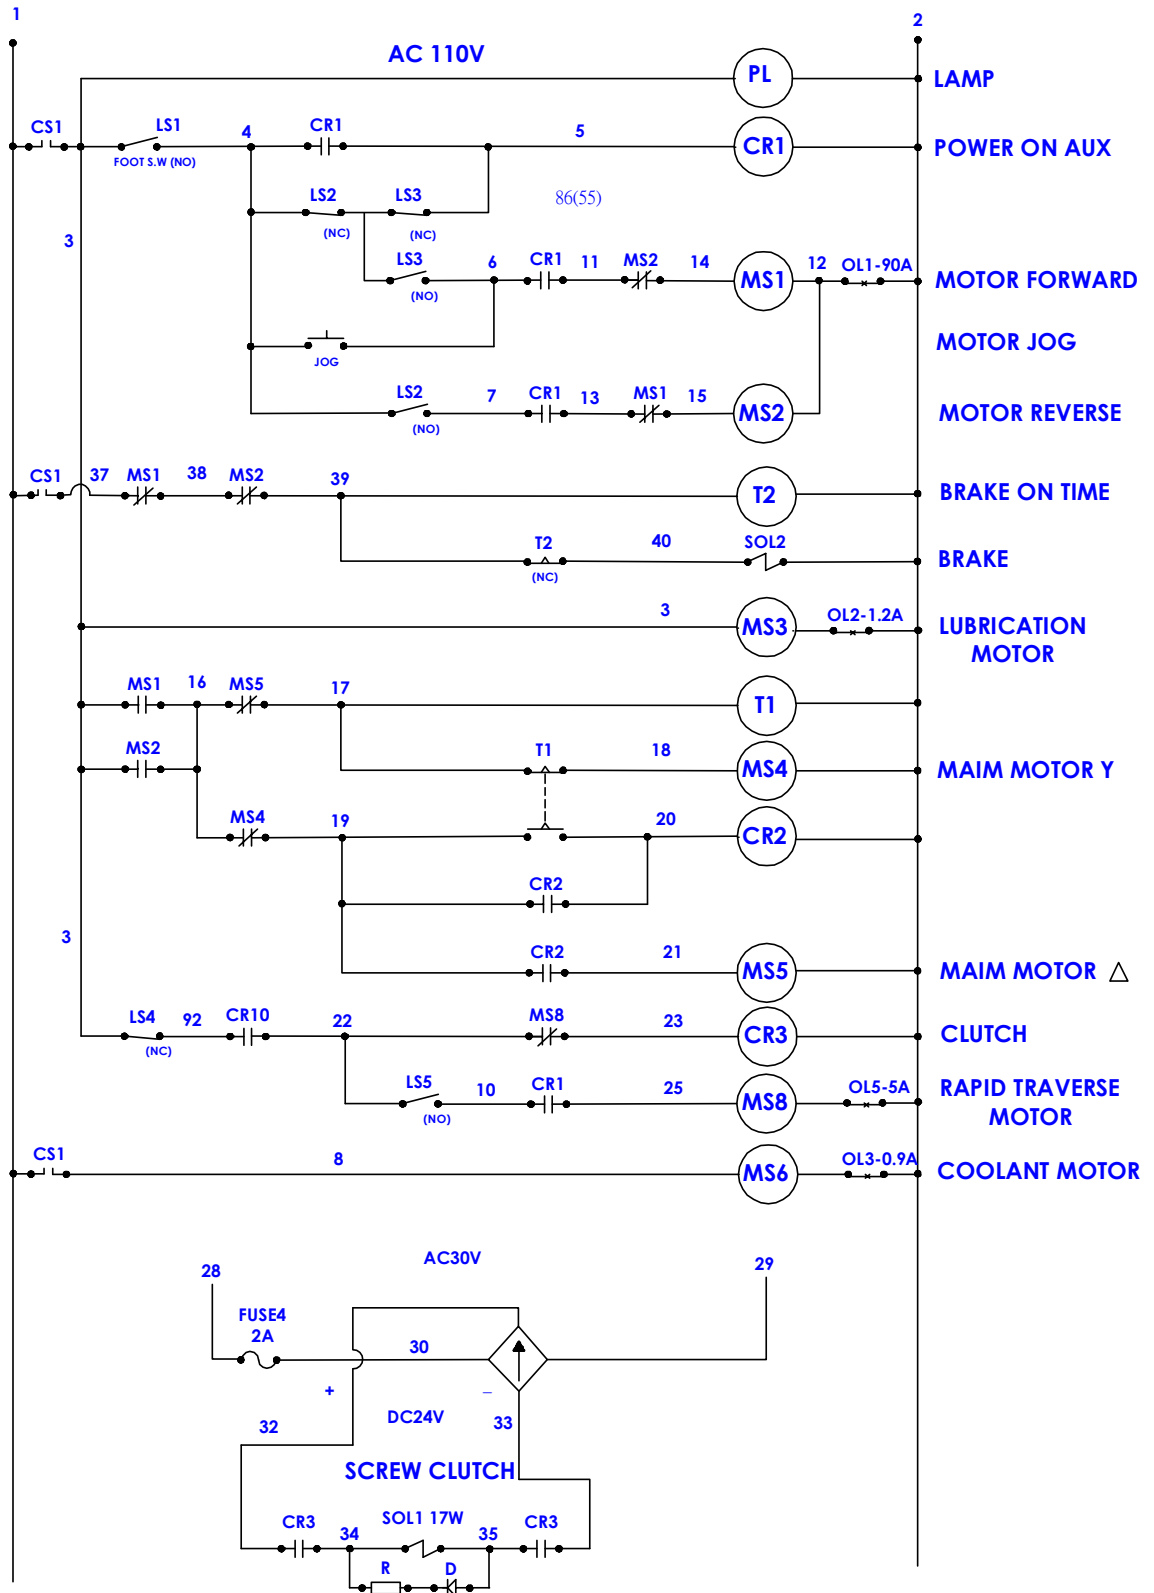 1
2
AC 110V
PL
LAMP
CS1
LS1
4
CR1
5
CR1
POWER ON AUX
FOOT S.W (NO)
LS2
LS3
86(55)
(NC)
(NC)
3
LS3
6
CR1
11
MS2
14
MS1
12
OL1-90A
MOTOR FORWARD
(NO)
MOTOR JOG
JOG
LS2
7
CR1
13
MS1
15
MS2
MOTOR REVERSE
(NO)
CS1
37
MS1
38
MS2
39
T2
BRAKE ON TIME
T2
40
SOL2
BRAKE
(NC)
3
MS3
OL2-1.2A
LUBRICATION
MOTOR
MS1
16
MS5
17
T1
MS2
T1
18
MS4
MAIM MOTOR Y
MS4
19
20
CR2
CR2
3
CR2
21
MS5
MAIM MOTOR △
LS4
92
CR10
22
MS8
23
CR3
CLUTCH
(NC)
LS5
10
CR1
25
MS8
OL5-5A
RAPID TRAVERSE
MOTOR
(NO)
CS1
8
MS6
OL3-0.9A
COOLANT MOTOR
AC30V
28
29
FUSE4
2A
30
+
−
DC24V
32
33
SCREW CLUTCH
CR3
34
SOL1 17W
35
CR3
R
D